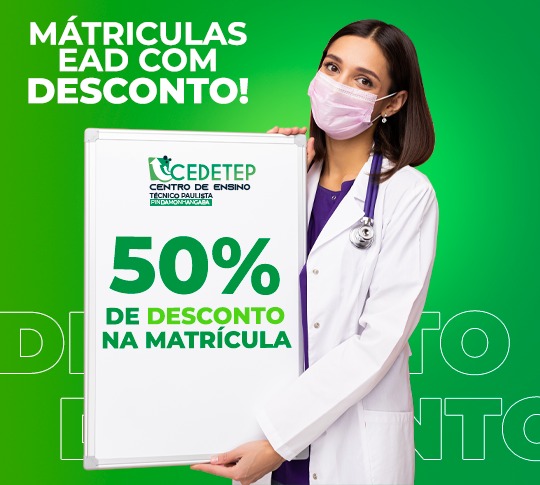 MÁTRICULAS
EAD COM
DESCONTO!
CEDETEP
CENTRO DE ENSINO
TÉCNICO PAULISTA
PINDAMONHANGABA
50%
DE DESCONTO
NA MATRÍCULA